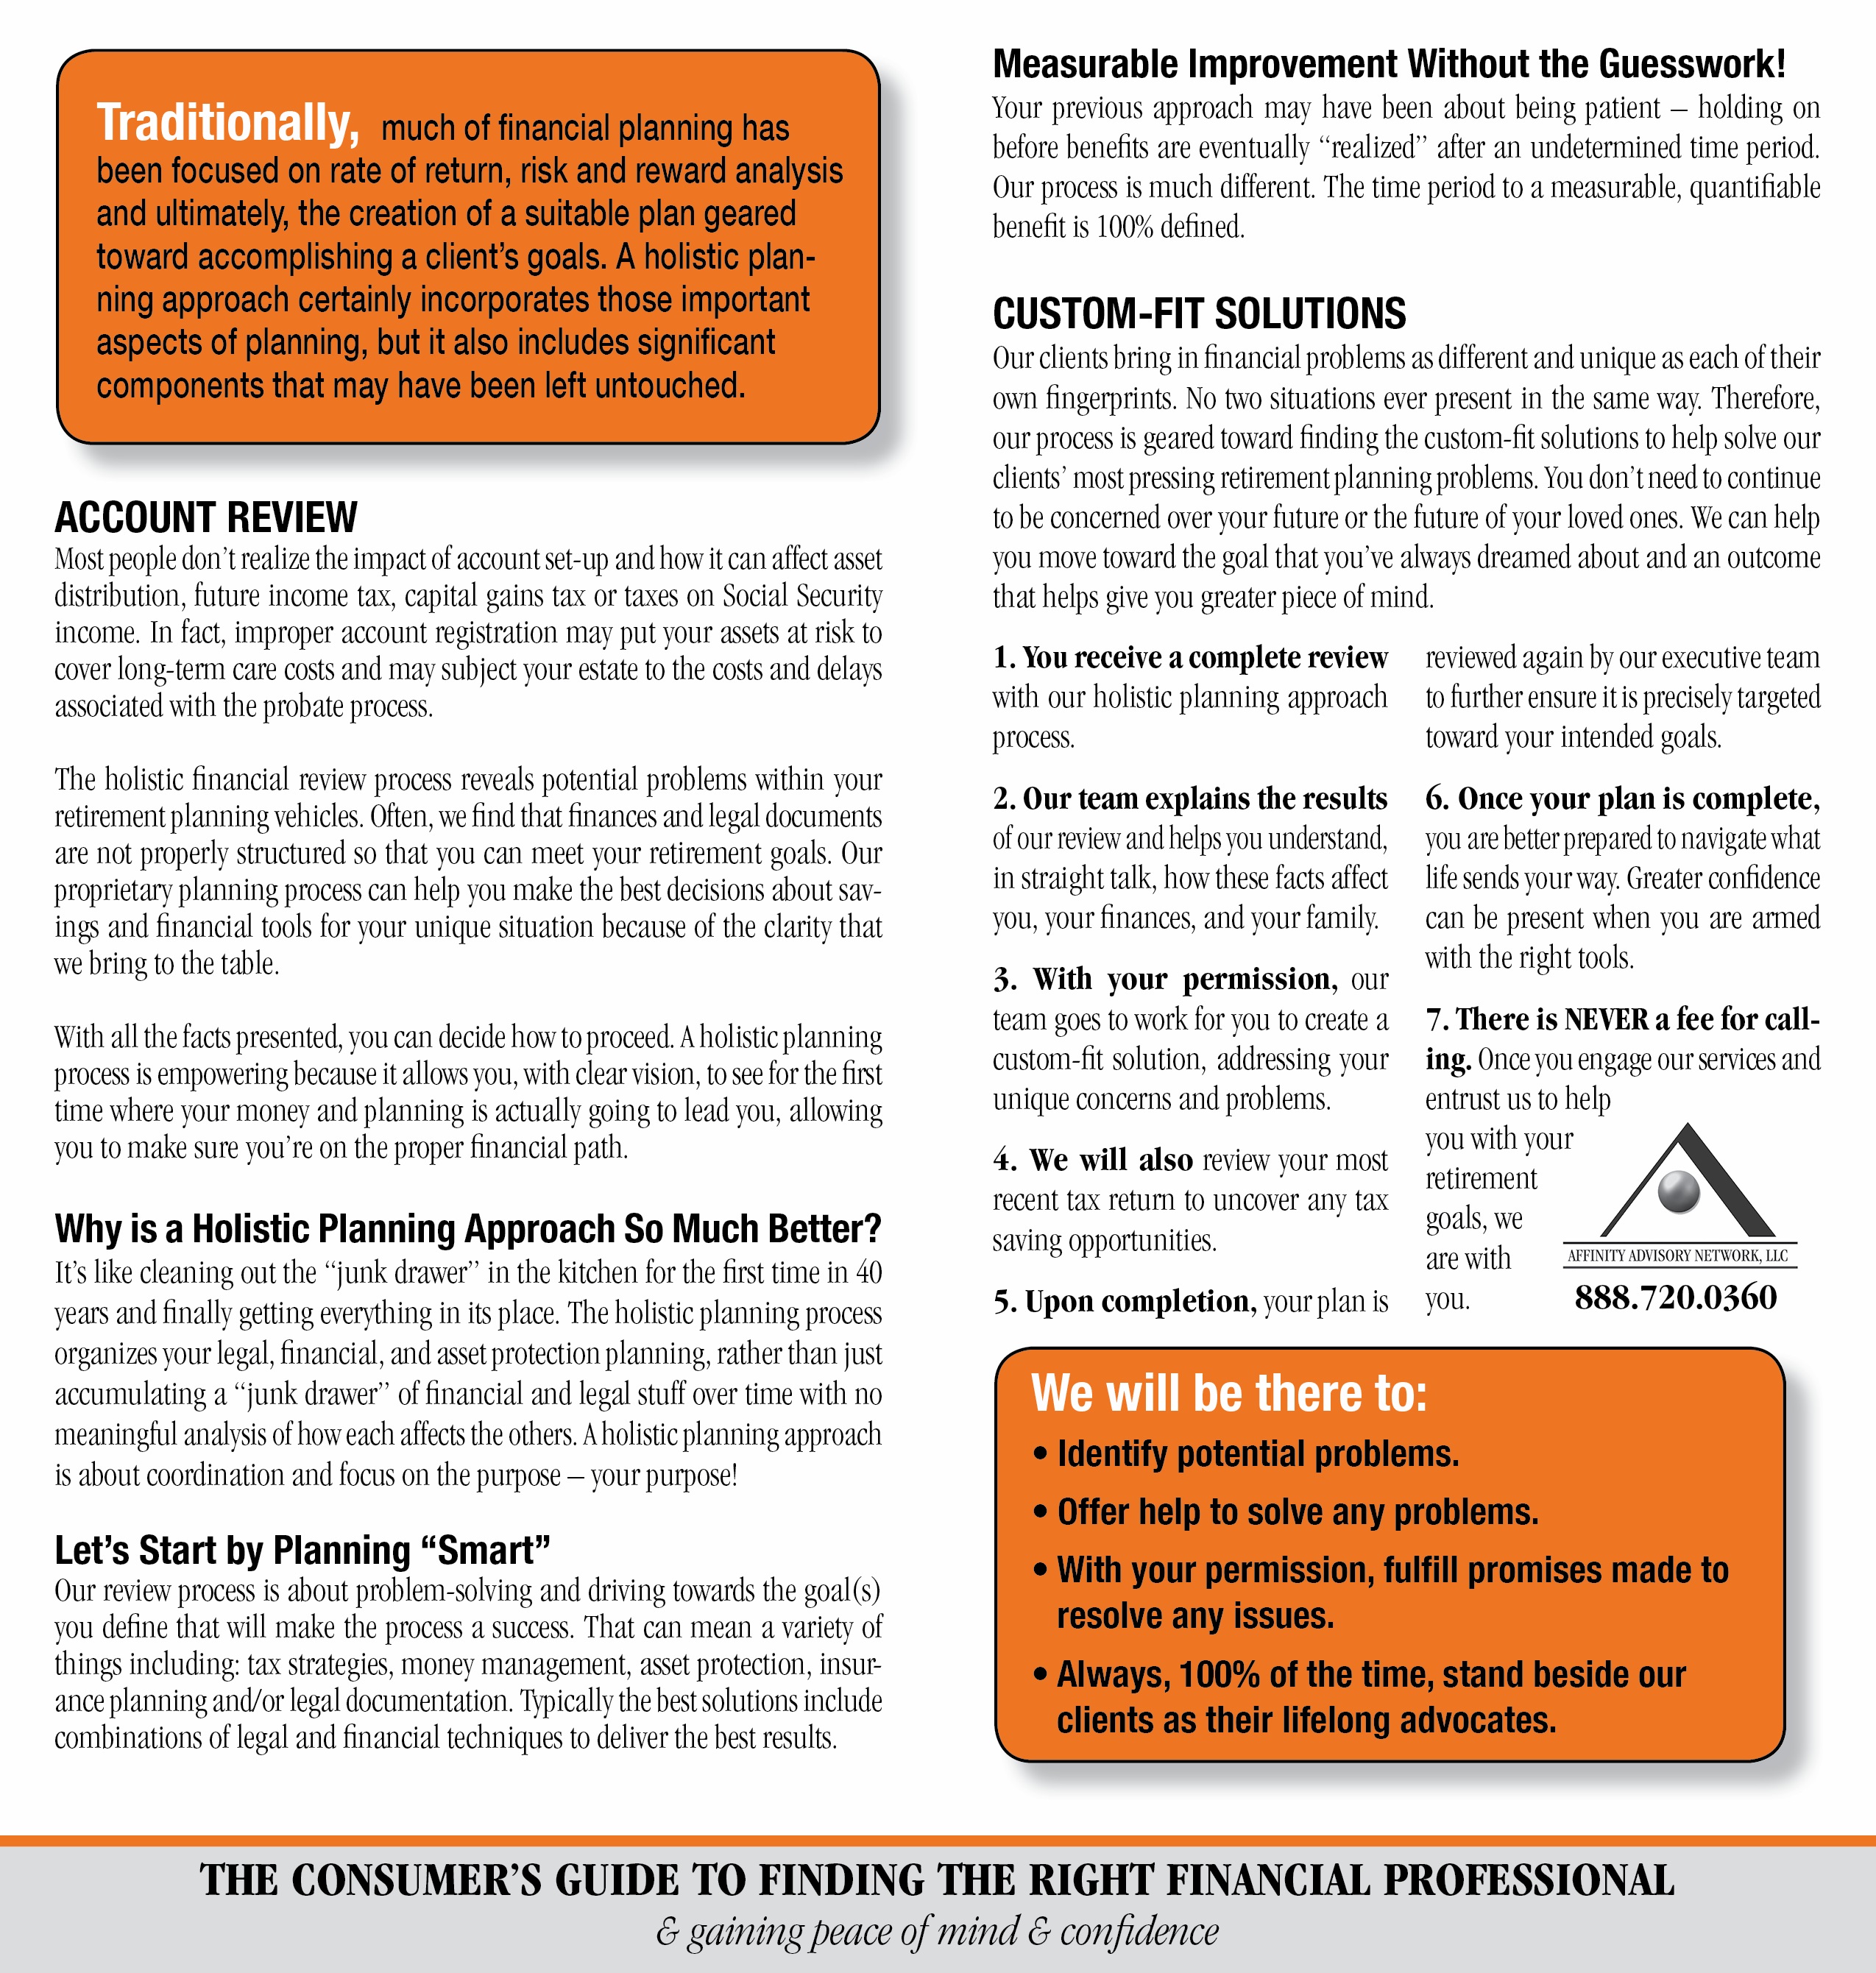 Traditionally, much of financial planning has
been focused on rate of return, risk and reward analysis
and ultimately, the creation of a suitable plan geared
toward accomplishing a client's goals. A holistic plan-
ning approach certainly incorporates those important
aspects of planning, but it also includes significant
components that may have been left untouched.
ACCOUNT REVIEW
Most people don't realize the impact of account set-up and how it can affect asset
distribution, future income tax, capital gains tax or taxes on Social Security
income. In fact, improper account registration may put your assets at risk to
cover long-term care costs and may subject your estate to the costs and delays
associated with the probate process.
The holistic financial review process reveals potential problems within your
retirement planning vehicles. Often, we find that finances and legal documents
are not properly structured so that you can meet your retirement goals. Our
proprietary planning process can help you make the best decisions about sav-
ings and financial tools for your unique situation because of the clarity that
we bring to the table.
With all the facts presented, you can decide how to proceed. A holistic planning
process is empowering because it allows you, with clear vision, to see for the first
time where your money and planning is actually going to lead you, allowing
you to make sure you're on the proper financial path.
Why is a Holistic Planning Approach So Much Better?
It's like cleaning out the “junk drawer” in the kitchen for the first time in 40
years and finally getting everything in its place. The holistic planning process
organizes your legal, financial, and asset protection planning, rather than just
accumulating a “junk drawer” of financial and legal stuff over time with no
meaningful analysis of how each affects the others. A holistic planning approach
is about coordination and focus on the purpose – your purpose!
Let's Start by Planning “Smart”
Our review process is about problem-solving and driving towards the goal(s)
you define that will make the process a success. That can mean a variety of
things including: tax strategies, money management, asset protection, insur-
ance planning and/or legal documentation. Typically the best solutions include
combinations of legal and financial techniques to deliver the best results.
Measurable Improvement Without the Guesswork!
Your previous approach may have been about being patient – holding on
before benefits are eventually “realized” after an undetermined time period.
Our process is much different. The time period to a measurable, quantifiable
benefit is 100% defined.
CUSTOM-FIT SOLUTIONS
Our clients bring in financial problems as different and unique as each of their
own fingerprints. No two situations ever present in the same way. Therefore,
our process is geared toward finding the custom-fit solutions to help solve our
clients' most pressing retirement planning problems. You don't need to continue
to be concerned over your future or the future of your loved ones. We can help
you move toward the goal that you've always dreamed about and an outcome
that helps give you greater piece of mind.
1. You receive a complete review
with our holistic planning approach
process.
2. Our team explains the results
of our review and helps you understand,
in straight talk, how these facts affect
you, your finances, and your family.
3. With your permission, our
team goes to work for you to create a
custom-fit solution, addressing your
unique concerns and problems.
4. We will also review your most
recent tax return to uncover any tax
saving opportunities.
5. Upon completion, your plan is
reviewed again by our executive team
to further ensure it is precisely targeted
toward your intended goals.
6. Once your plan is complete,
you are better prepared to navigate what
life sends your way. Greater confidence
can be present when you are armed
with the right tools.
7. There is NEVER a fee for call-
ing. Once you engage our services and
entrust us to help
you with your
retirement
goals, we
are with
you.
AFFINITY ADVISORY NETWORK, LLC
888.720.0360
We will be there to:
• Identify potential problems.
• Offer help to solve any problems.
• With your permission, fulfill promises made to
resolve any issues.
• Always, 100% of the time, stand beside our
clients as their lifelong advocates.
THE CONSUMER'S GUIDE TO FINDING THE RIGHT FINANCIAL PROFESSIONAL
& gaining peace of mind & confidence